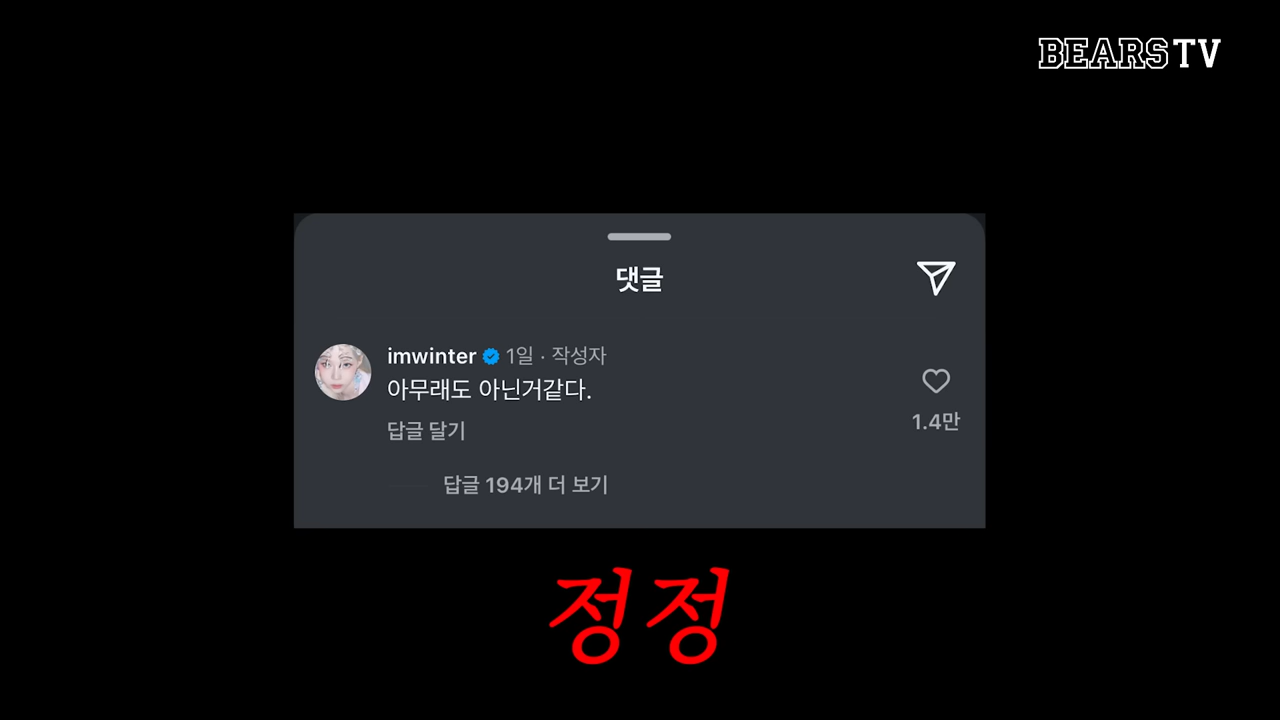 BEARS TV
댓글
imwinter 1일 · 작성자
아무래도 아닌거같다.
1.4만
답글 달기
답글 194개 더 보기
정정